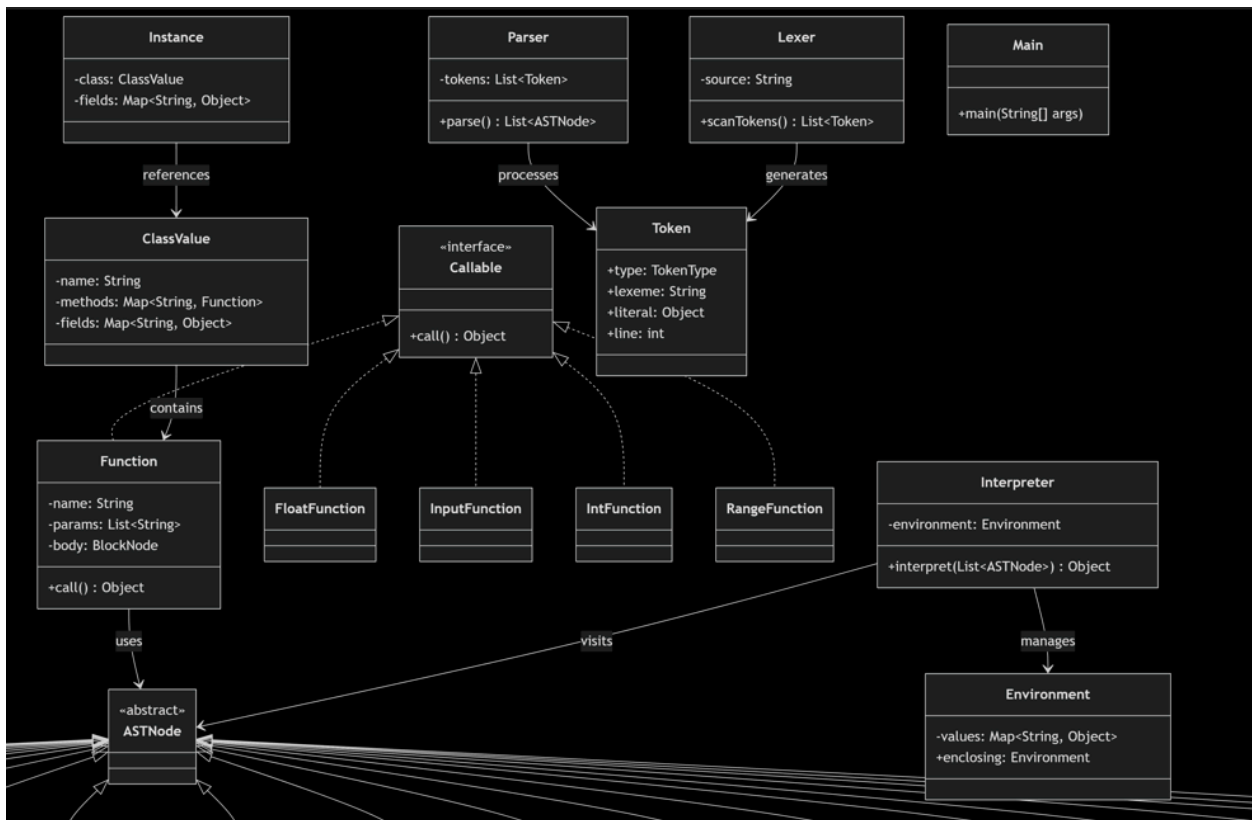 Instance
-class: ClassValue
-fields: Map<String, Object>
Parser
-tokens: List<Token>
+parse() : List<ASTNode>
Lexer
-source: String
+scanTokens() : List<Token>
Main
+main(String[] args)
references
processes
generates
ClassValue
-name: String
-methods: Map<String, Function>
-fields: Map<String, Object>
«interface»
Callable
+call() : Object
Token
+type: TokenType
+lexeme: String
+literal: Object
+line: int
contains
Function
-name: String
-params: List<String>
-body: BlockNode
+call() : Object
FloatFunction
InputFunction
IntFunction
RangeFunction
Interpreter
-environment: Environment
+interpret(List<ASTNode>) : Object
uses
visits
manages
«abstract»
ASTNode
Environment
-values: Map<String, Object>
+enclosing: Environment